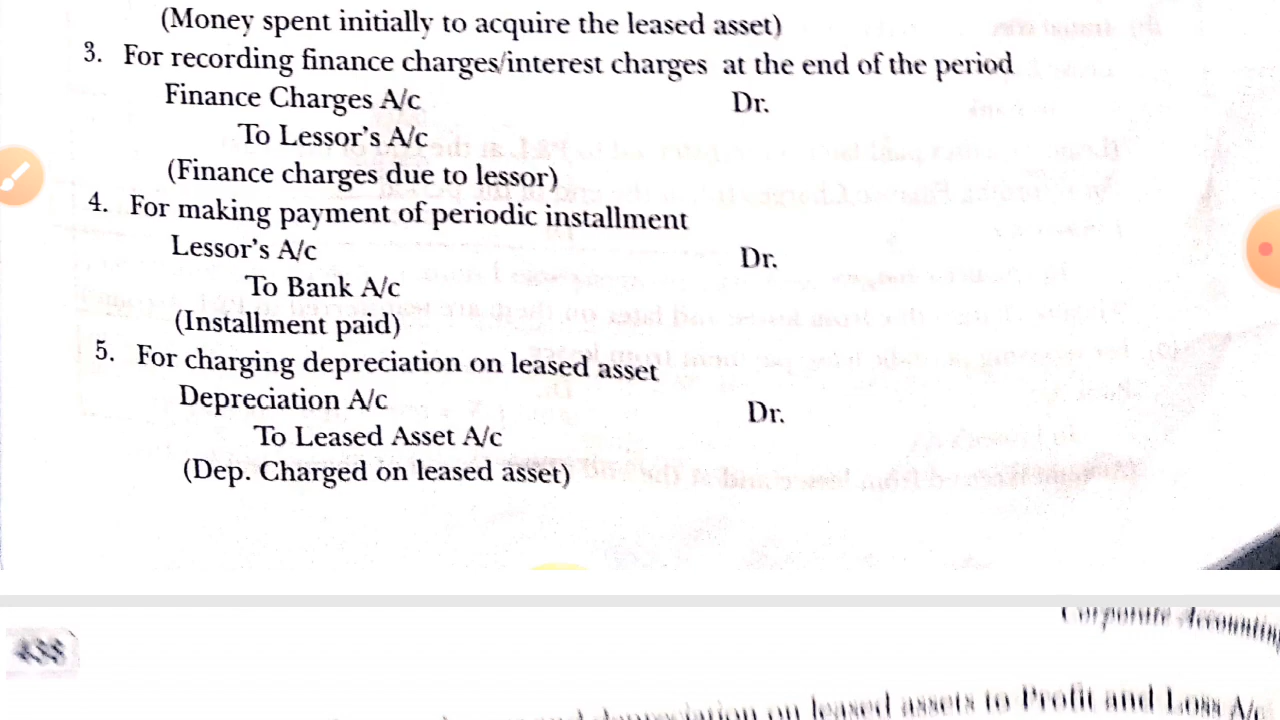 (Money spent initially to acquire the leased asset)
3. For recording finance charges/interest charges at the end of the period
Finance Charges A/c Dr.
To Lessor's A/c
(Finance charges due to lessor)
4. For making payment of periodic installment
Lessor's A/c Dr.
To Bank A/c
(Installment paid)
5. For charging depreciation on leased asset
Depreciation A/c Dr.
To Leased Asset A/c
(Dep. Charged on leased asset)
Corporate Accounting
438
depreciation on leased assets to Profit and Loss A/c